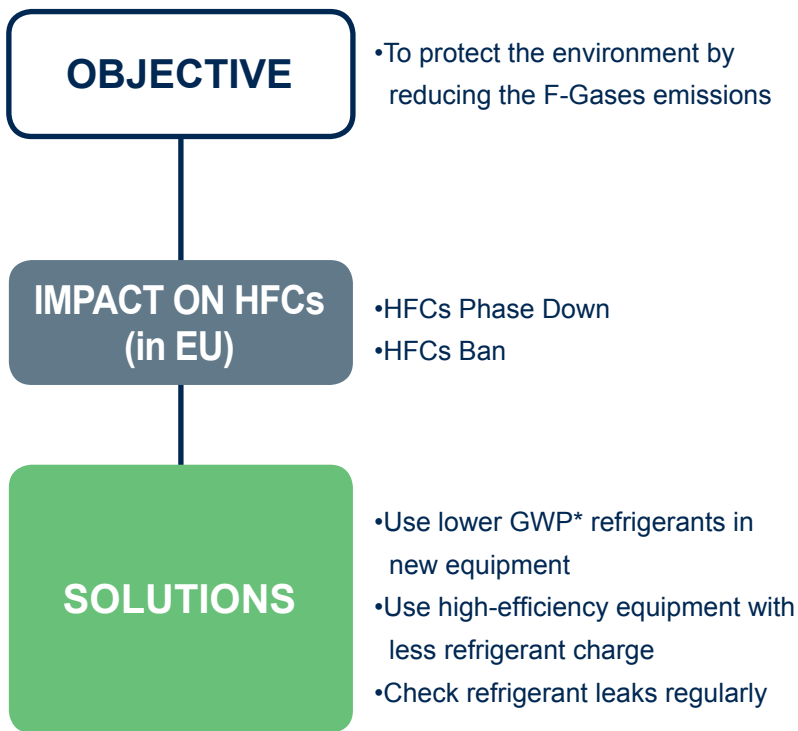 OBJECTIVE
•To protect the environment by
reducing the F-Gases emissions
IMPACT ON HFCs
(in EU)
•HFCs Phase Down
•HFCs Ban
SOLUTIONS
•Use lower GWP* refrigerants in
new equipment
•Use high-efficiency equipment with
less refrigerant charge
•Check refrigerant leaks regularly